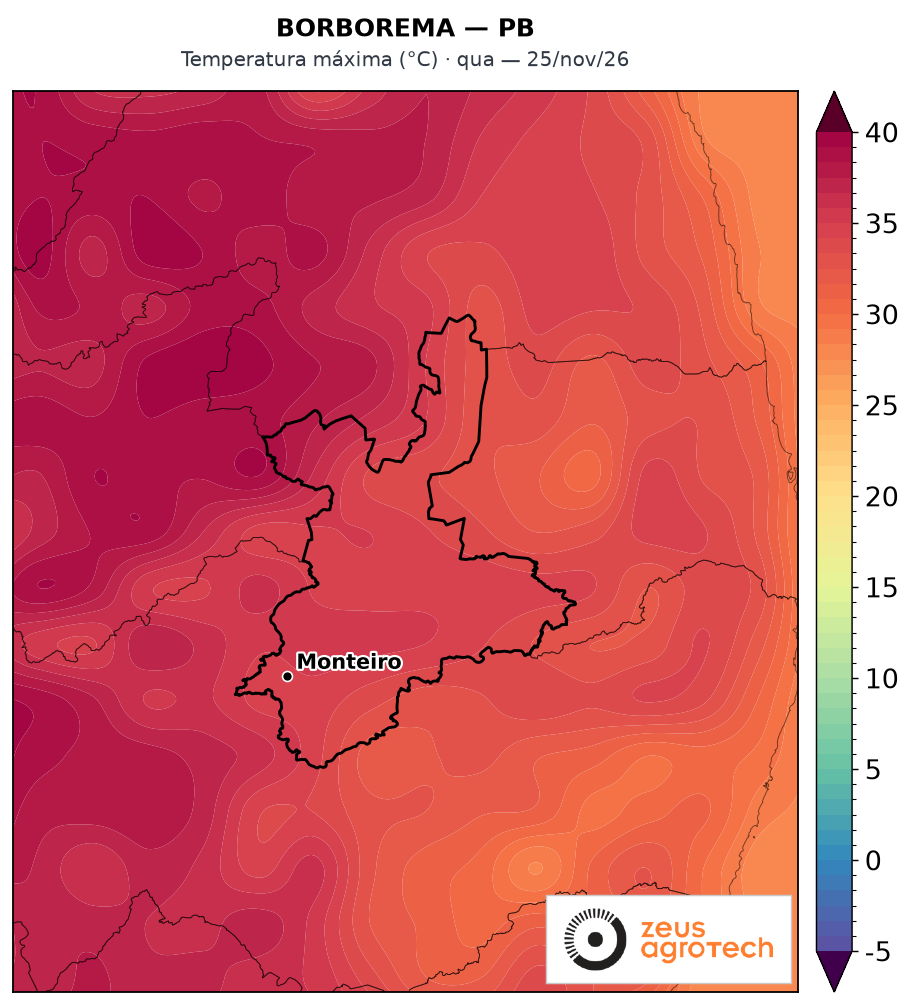 BORBOREMA — PB
Temperatura máxima (°C) · qua — 25/nov/26
40
35
30
25
20
15
10
5
0
-5
Monteiro
zeus
agrotech